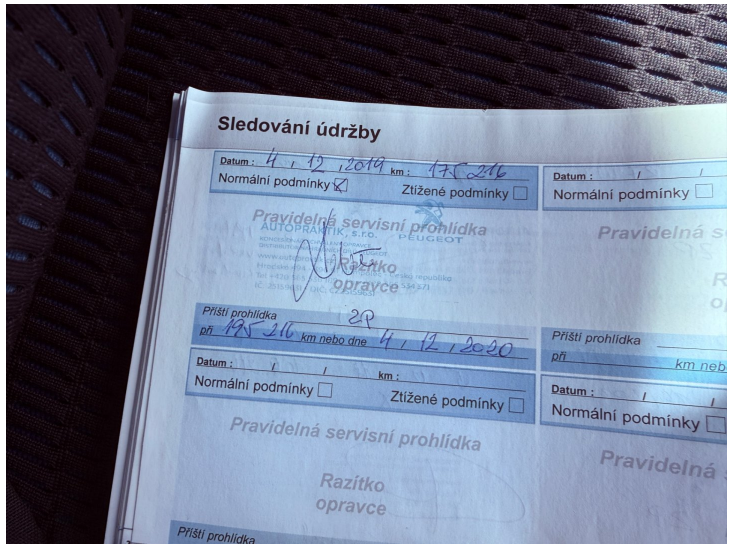 Sledování údržby
Datum : 4 , 12 , 2019 km : 175 216
Normální podmínky Ztížené podmínky
Pravidelná servisní prohlídka
AUTOPRAKTIK, s.r.o. PEUGEOT
Razítko
opravce
Příští prohlídka 2P
při 195 216 km nebo dne 4 , 12 , 2020
Datum : / / km :
Normální podmínky Ztížené podmínky
Pravidelná servisní prohlídka
Razítko
opravce
Příští prohlídka
Datum : / /
Normální podmínky
Pravidelná
Příští prohlídka
při km neb
Datum : / /
Normální podmínky
Pravidelná